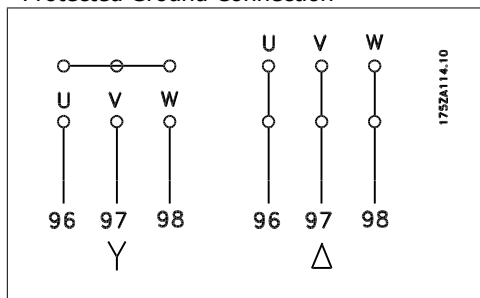 Protected Ground Connection
U V W
U V W
96 97 98
96 97 98
Y Δ
175ZA114.10